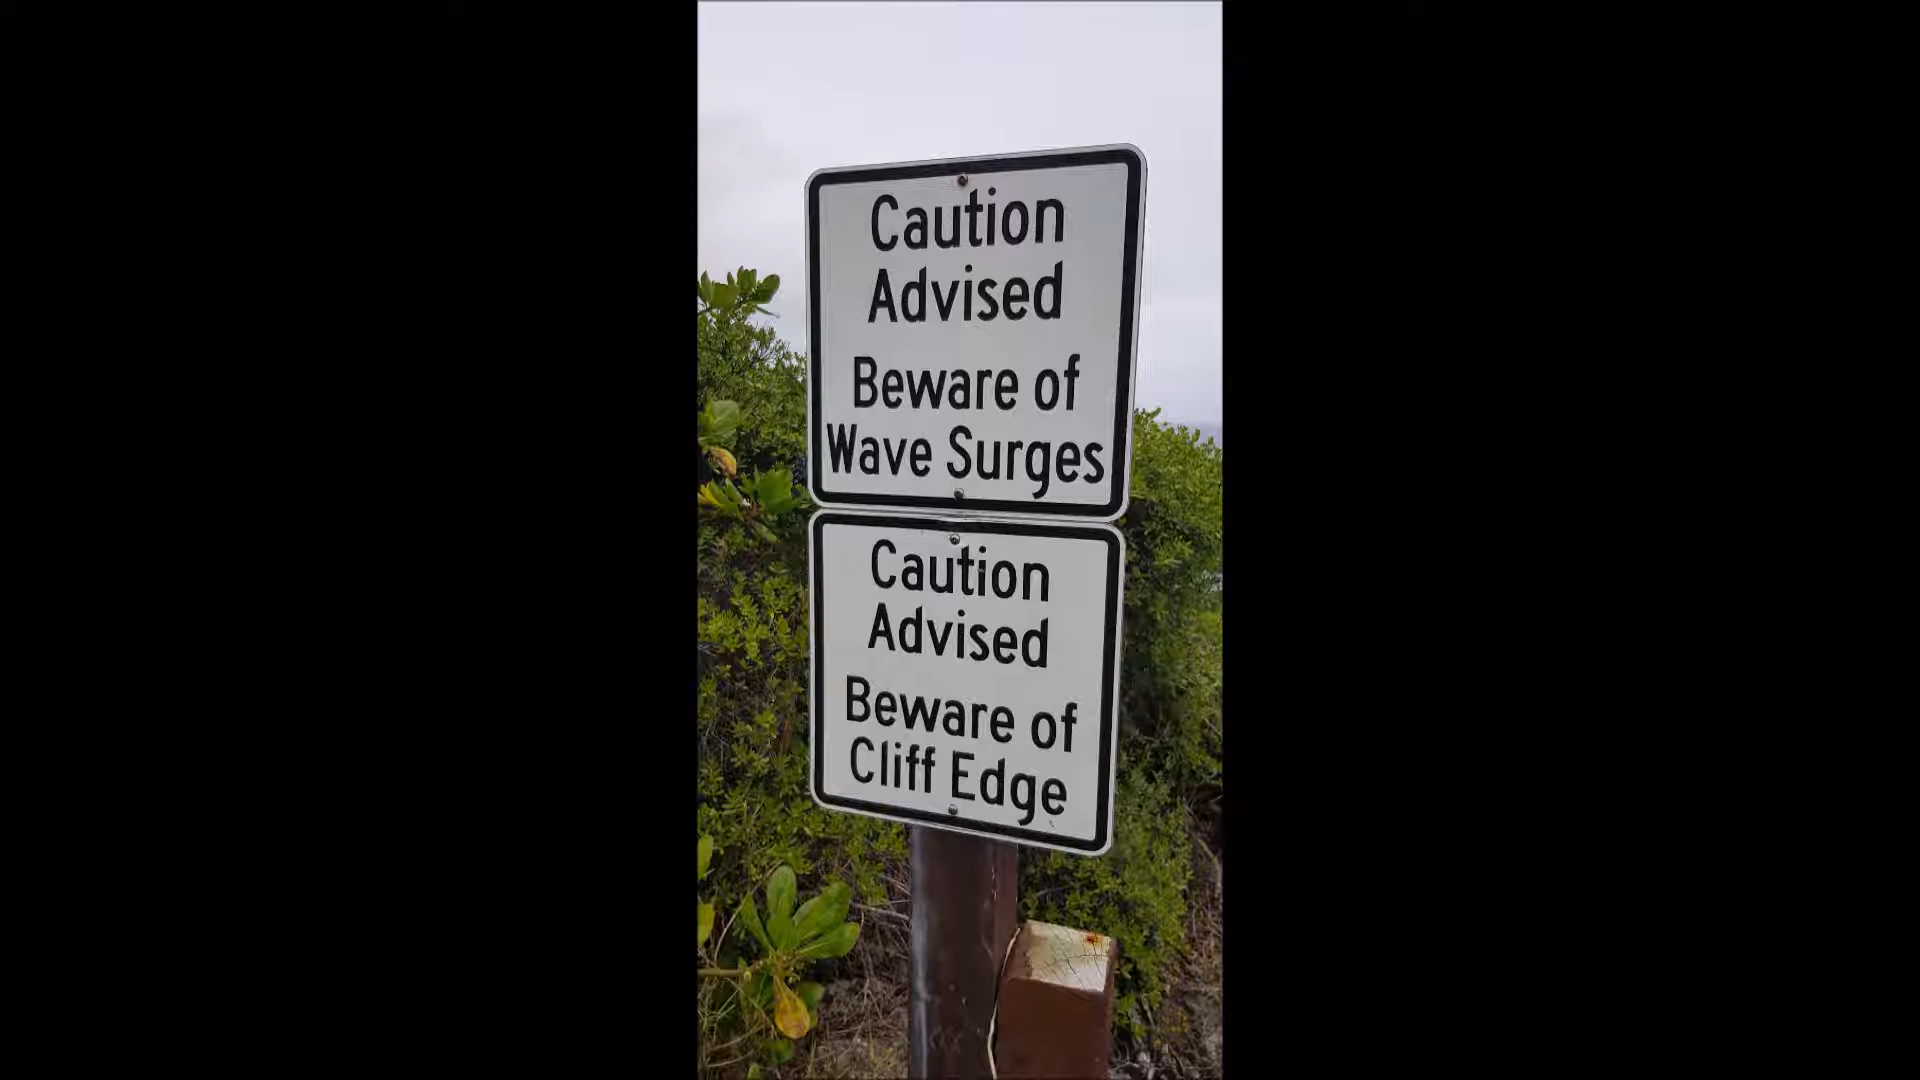 Caution
Advised
Beware of
Wave Surges
Caution
Advised
Beware of
Cliff Edge